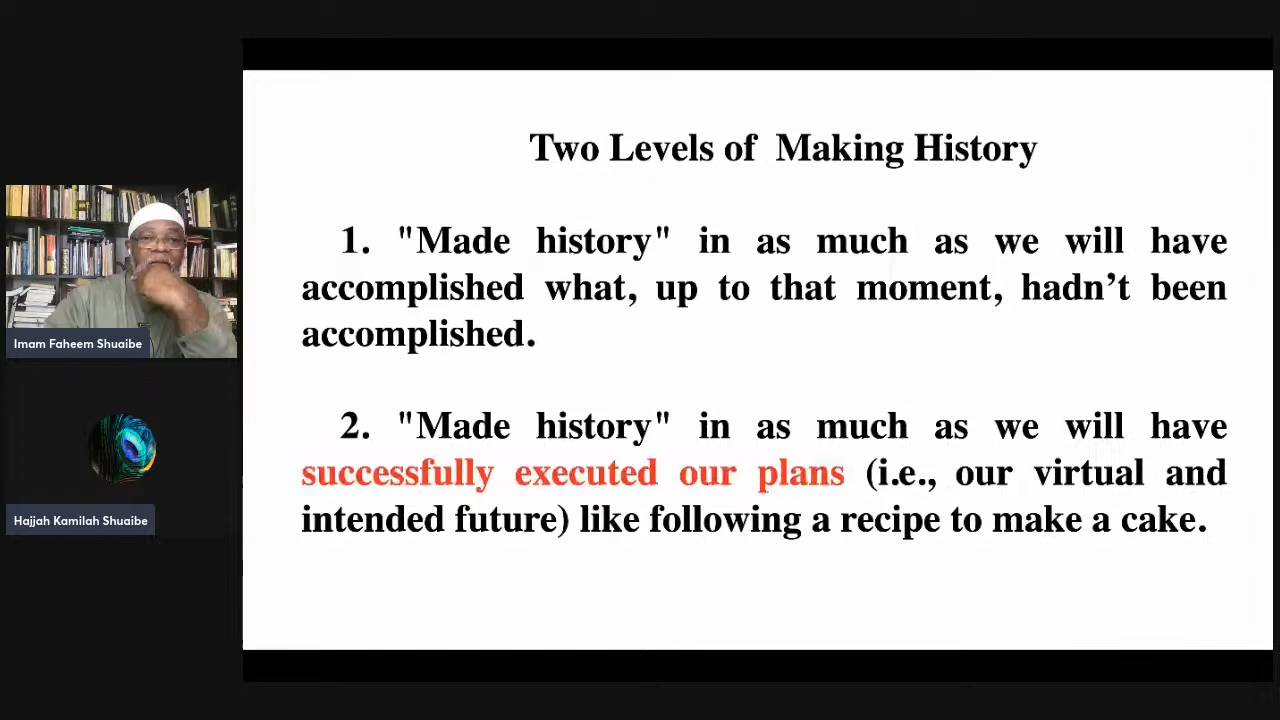 Two Levels of Making History
1. "Made history" in as much as we will have
accomplished what, up to that moment, hadn’t been
accomplished.
2. "Made history" in as much as we will have
successfully executed our plans (i.e., our virtual and
intended future) like following a recipe to make a cake.
Imam Faheem Shuaibe
Hajjah Kamilah Shuaibe